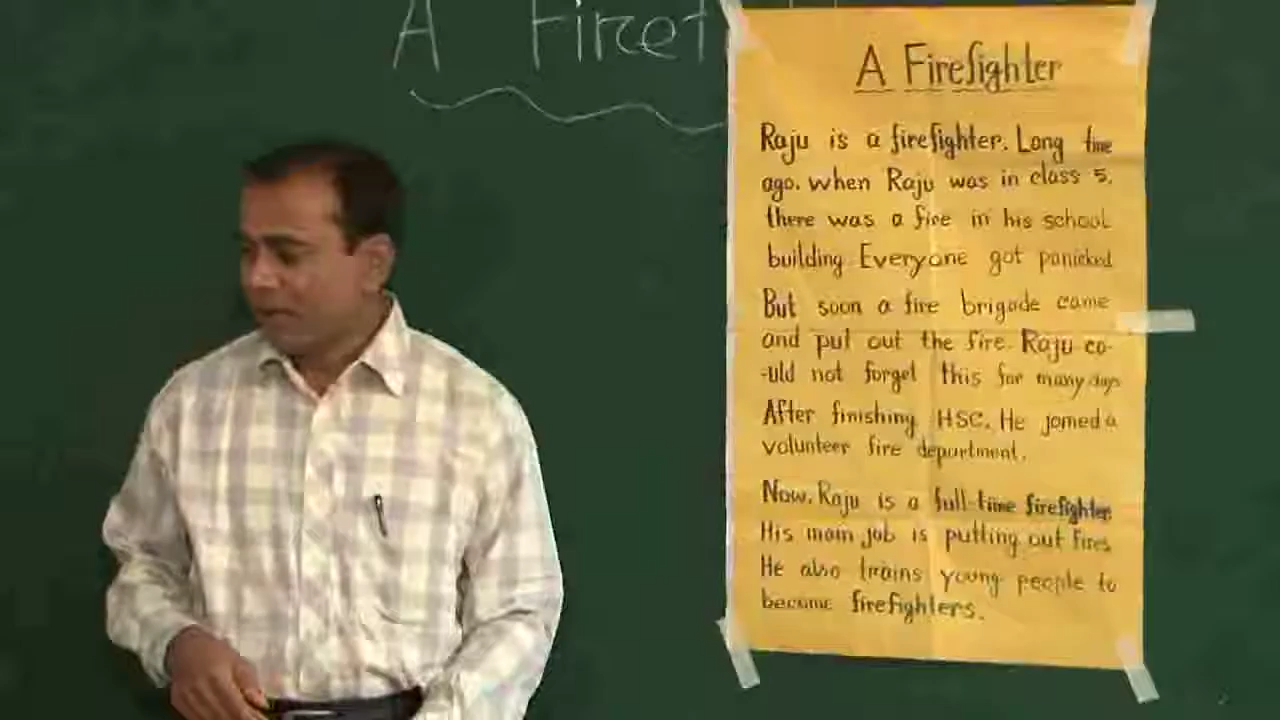 A Firef
A Firefighter
Raju is a firefighter. Long time
ago. when Raju was in class 5.
there was a fire in his school
building. Everyone got panicked
But soon a fire brigade came
and put out the fire. Raju co-
-uld not forget this for many days
After finishing HSC. He joined a
volunteer fire department.
Now, Raju is a full-time firefighter.
His main job is putting out fires.
He also trains young people to
become firefighters.